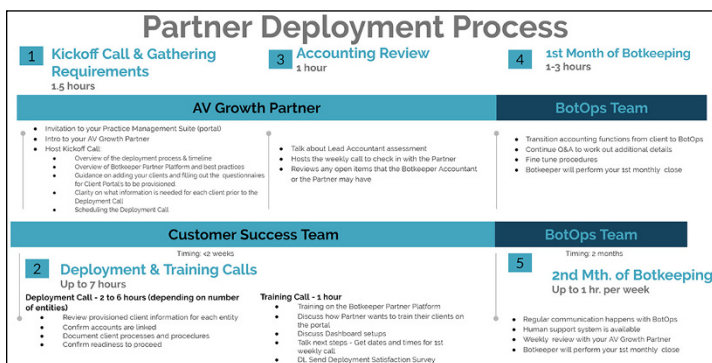 Partner Deployment Process
1 Kickoff Call & Gathering
Requirements
1.5 hours
3 Accounting Review
1 hour
4 1st Month of Botkeeping
1-3 hours
AV Growth Partner
BotOps Team
• Invitation to your Practice Management Suite (portal)
• Intro to your AV Growth Partner
• Host Kickoff Call:
• Overview of the deployment process & timeline
• Overview of Botkeeper Partner Platform and best practices
• Guidance on adding your clients and filling out the questionnaires
for Client Portals to be provisioned
• Clarity on what information is needed for each client prior to the
Deployment Call
• Scheduling the Deployment Call
• Talk about Lead Accountant assessment
• Hosts the weekly call to check in with the Partner
• Reviews any open items that the Botkeeper Accountant
or the Partner may have
• Transition accounting functions from client to BotOps
• Continue Q&A to work out additional details
• Fine tune procedures
• Botkeeper will perform your 1st monthly close
Customer Success Team
BotOps Team
Timing: <2 weeks
2 Deployment & Training Calls
Up to 7 hours
Deployment Call - 2 to 6 hours (depending on number
of entities)
• Review provisioned client information for each entity
• Confirm accounts are linked
• Document client processes and procedures
• Confirm readiness to proceed
Training Call - 1 hour
• Training on the Botkeeper Partner Platform
• Discuss how Partner wants to train their clients on
the portal
• Discuss Dashboard setups
• Talk next steps - Get dates and times for 1st
weekly call
• DL Send Deployment Satisfaction Survey
Timing: 2 months
5 2nd Mth. of Botkeeping
Up to 1 hr. per week
• Regular communication happens with BotOps
• Human support system is available
• Weekly review with your AV Growth Partner
• Botkeeper will perform your 1st monthly close